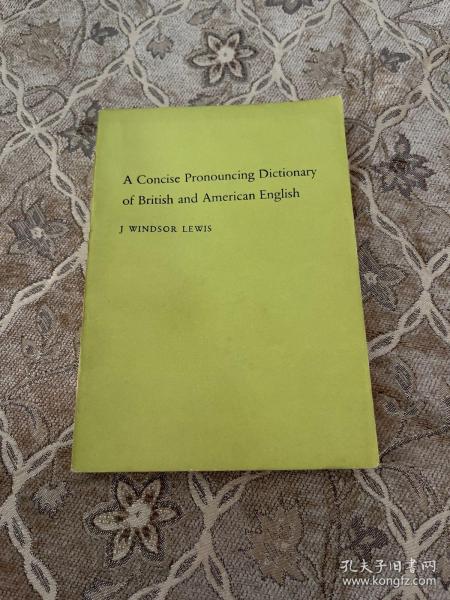 A Concise Pronouncing Dictionary
of British and American English
J WINDSOR LEWIS
孔夫子旧书网
www.kongfz.com